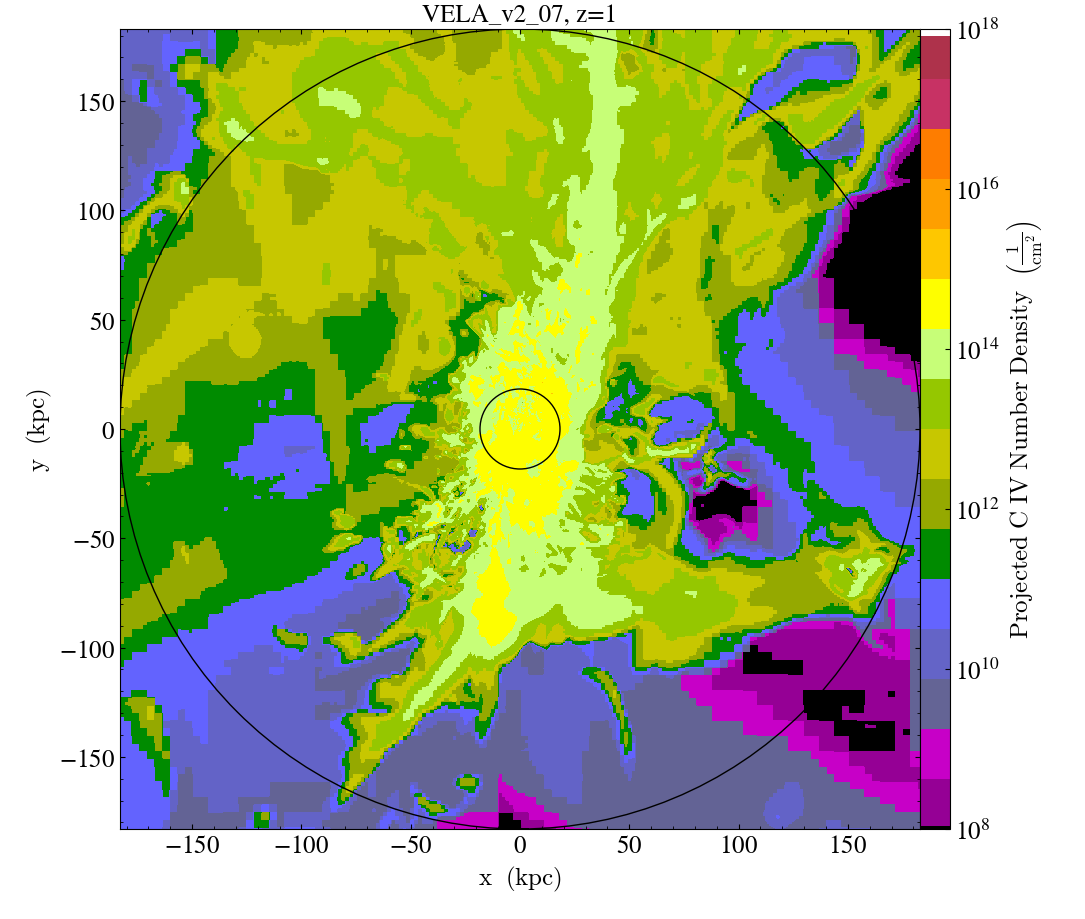 VELA_v2_07, z=1
10^18
150
10^16
100
50
10^14
0
y (kpc)
Projected C IV Number Density (1/cm^2)
10^12
−50
−100
10^10
−150
10^8
−150 −100 −50 0 50 100 150
x (kpc)